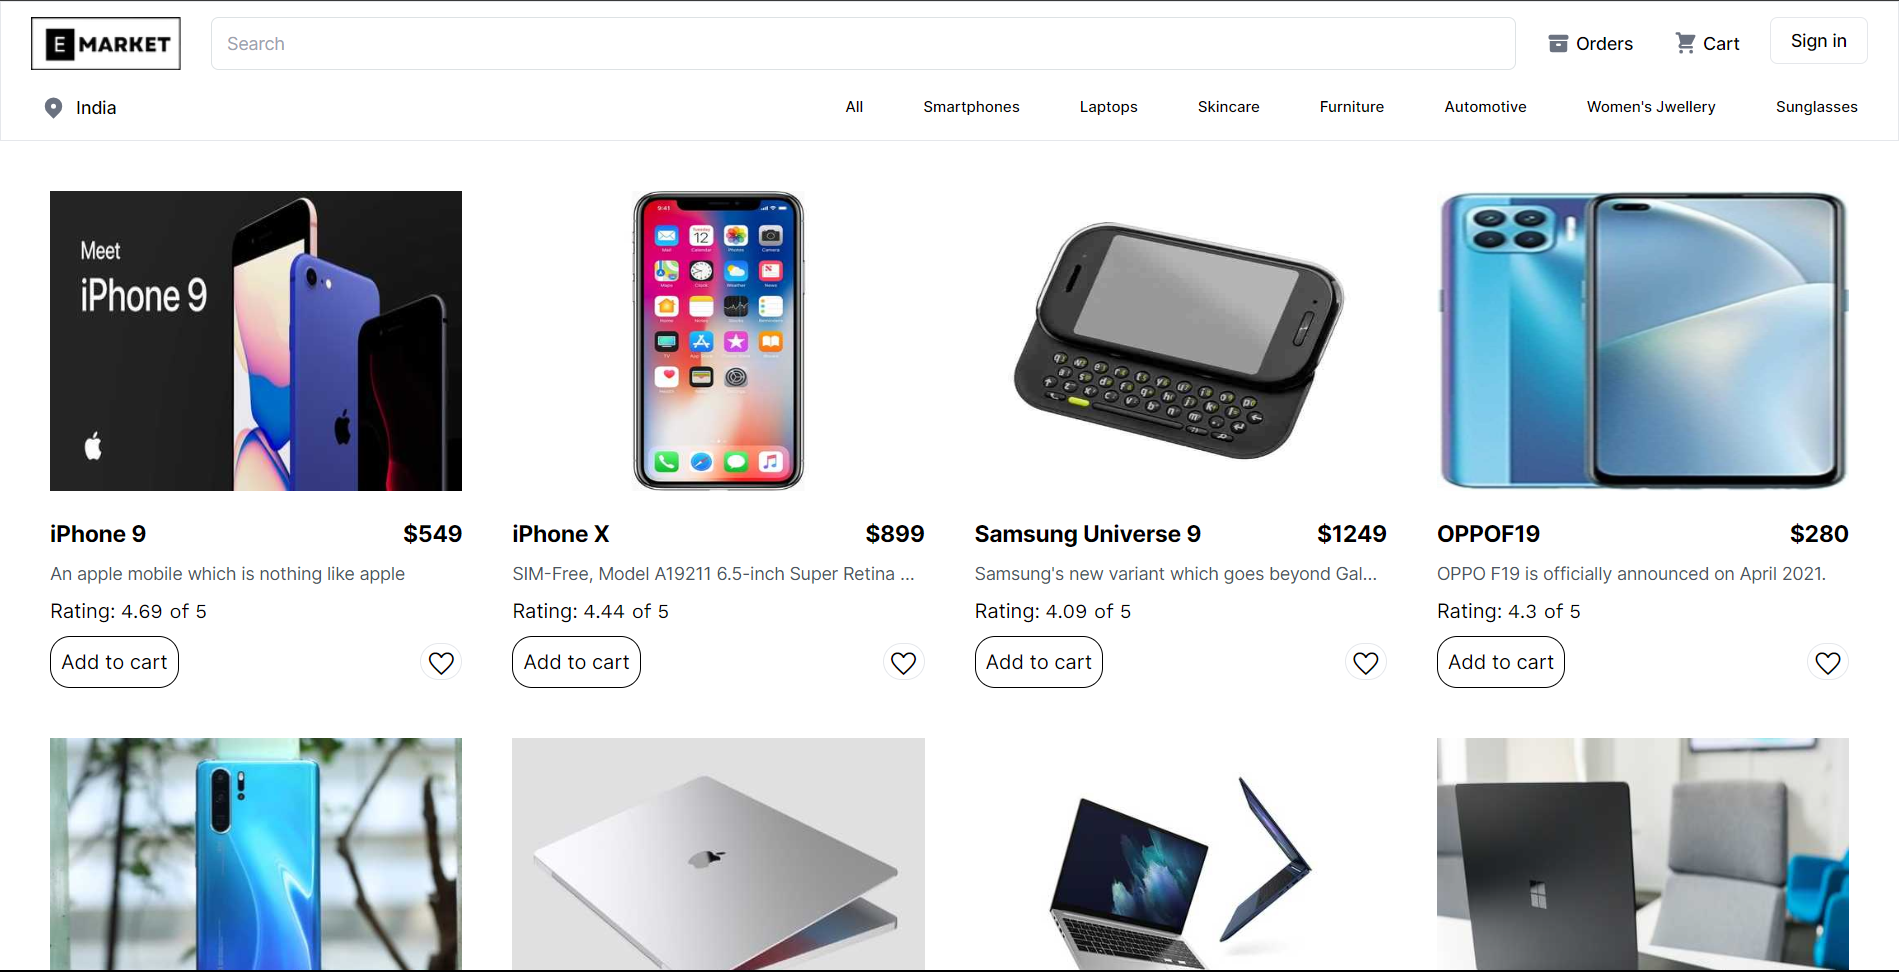 E MARKET
Search
Orders
Cart
Sign in
India
All
Smartphones
Laptops
Skincare
Furniture
Automotive
Women's Jwellery
Sunglasses
Meet
iPhone 9
9:41
12
iPhone 9 $549
An apple mobile which is nothing like apple
Rating: 4.69 of 5
Add to cart
iPhone X $899
SIM-Free, Model A19211 6.5-inch Super Retina ...
Rating: 4.44 of 5
Add to cart
Samsung Universe 9 $1249
Samsung's new variant which goes beyond Gal...
Rating: 4.09 of 5
Add to cart
OPPOF19 $280
OPPO F19 is officially announced on April 2021.
Rating: 4.3 of 5
Add to cart